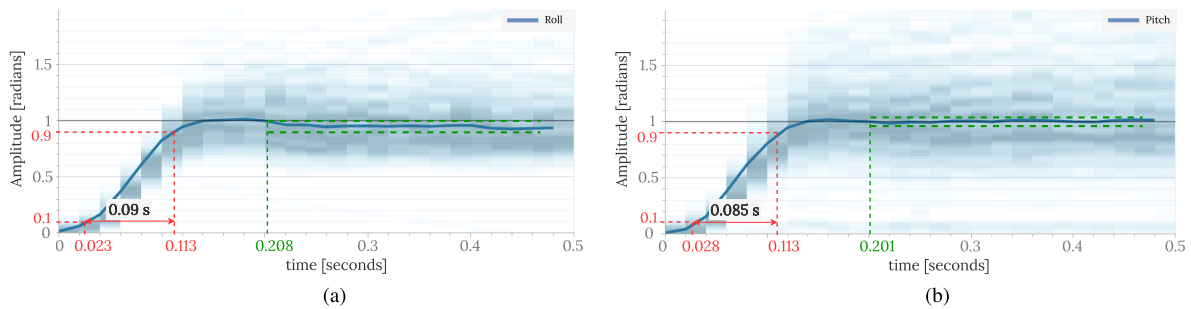 Roll
Amplitude [radians]
1.5
1
0.9
0.5
0.1
0
0.09 s
0 0.023 0.113 0.208 0.3 0.4 0.5
time [seconds]
(a)
Pitch
Amplitude [radians]
1.5
1
0.9
0.5
0.1
0
0.085 s
0 0.028 0.113 0.201 0.3 0.4 0.5
time [seconds]
(b)